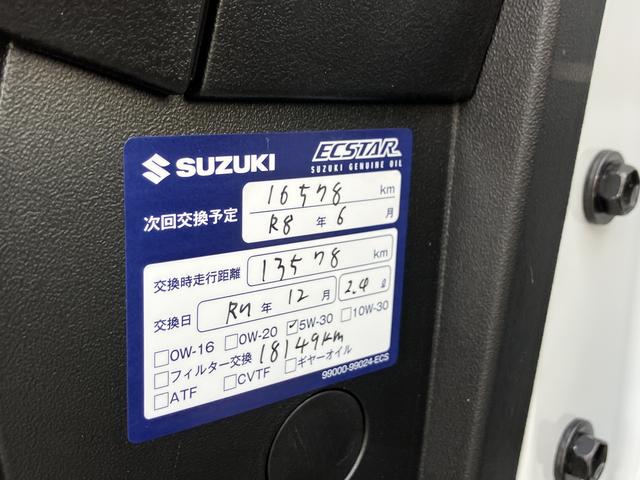 SUZUKI
ECSTAR
SUZUKI GENUINE OIL
次回交換予定
16578 km
R8 年 6 月
交換時走行距離 13578 km
交換日 R7 年 12 月 2.4 ℓ
0W-16 0W-20 5W-30 10W-30
フィルター交換 18149km
ATF CVTF ギヤーオイル
99000-99024-ECS